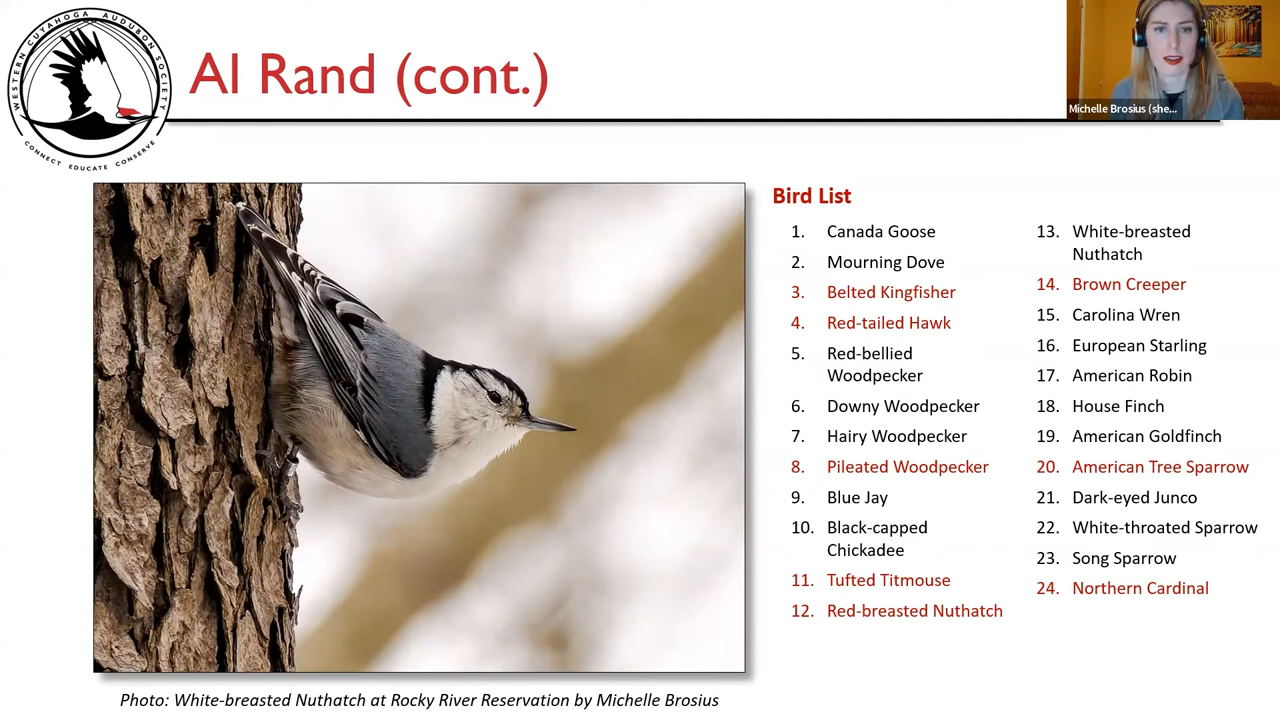 WESTERN CUYAHOGA AUDUBON SOCIETY
CONNECT EDUCATE CONSERVE
Al Rand (cont.)
Michelle Brosius (she...
Bird List
1. Canada Goose
2. Mourning Dove
3. Belted Kingfisher
4. Red-tailed Hawk
5. Red-bellied
Woodpecker
6. Downy Woodpecker
7. Hairy Woodpecker
8. Pileated Woodpecker
9. Blue Jay
10. Black-capped
Chickadee
11. Tufted Titmouse
12. Red-breasted Nuthatch
13. White-breasted
Nuthatch
14. Brown Creeper
15. Carolina Wren
16. European Starling
17. American Robin
18. House Finch
19. American Goldfinch
20. American Tree Sparrow
21. Dark-eyed Junco
22. White-throated Sparrow
23. Song Sparrow
24. Northern Cardinal
Photo: White-breasted Nuthatch at Rocky River Reservation by Michelle Brosius